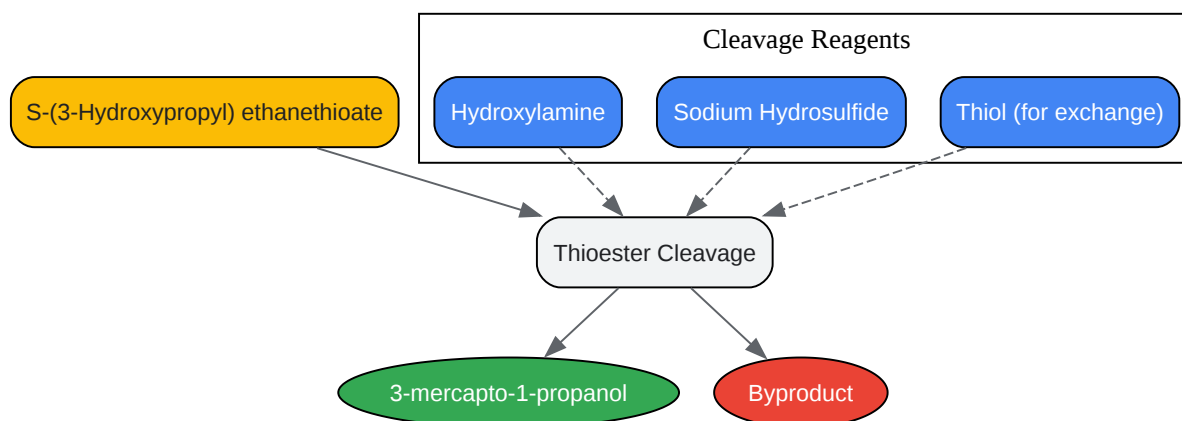 Cleavage Reagents
S-(3-Hydroxypropyl) ethanethioate
Hydroxylamine
Sodium Hydrosulfide
Thiol (for exchange)
Thioester Cleavage
3-mercapto-1-propanol
Byproduct